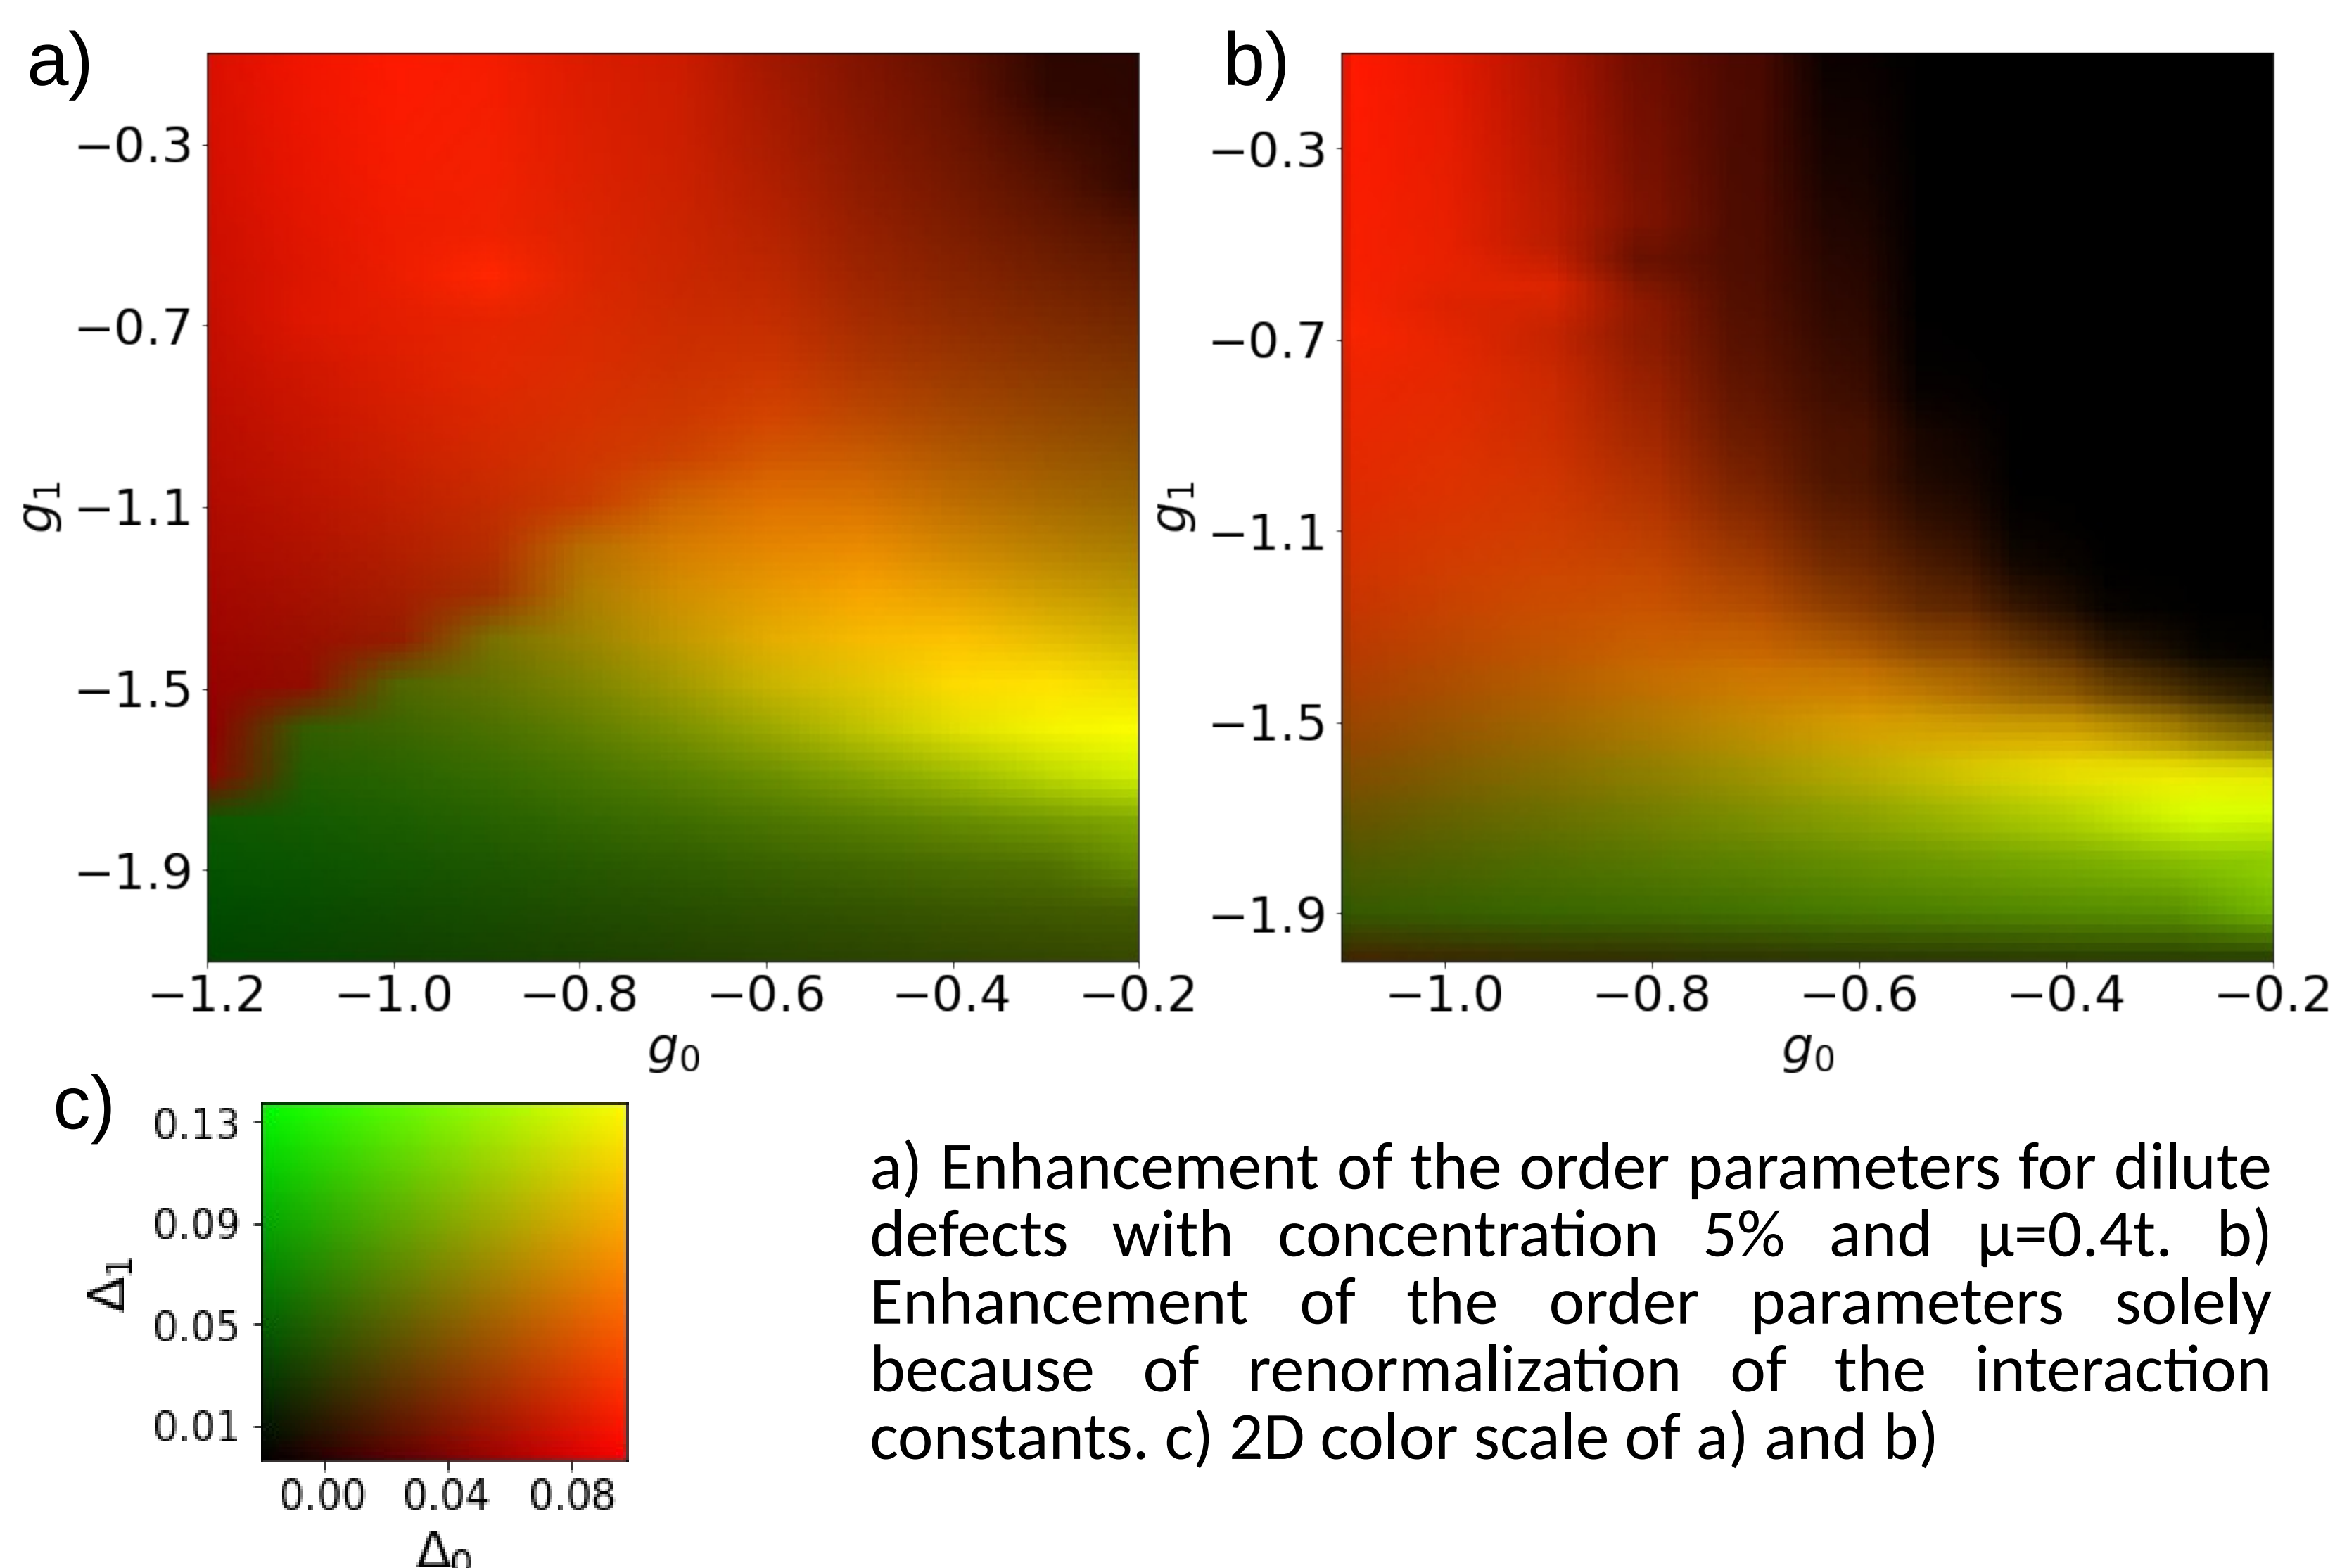 a)
−0.3
−0.7
−1.1
−1.5
−1.9
g1
−1.2 −1.0 −0.8 −0.6 −0.4 −0.2
g0
b)
−0.3
−0.7
−1.1
−1.5
−1.9
g1
−1.0 −0.8 −0.6 −0.4 −0.2
g0
c)
0.13
0.09
0.05
0.01
Δ1
0.00 0.04 0.08
Δ0
a) Enhancement of the order parameters for dilute
defects with concentration 5% and μ=0.4t. b)
Enhancement of the order parameters solely
because of renormalization of the interaction
constants. c) 2D color scale of a) and b)